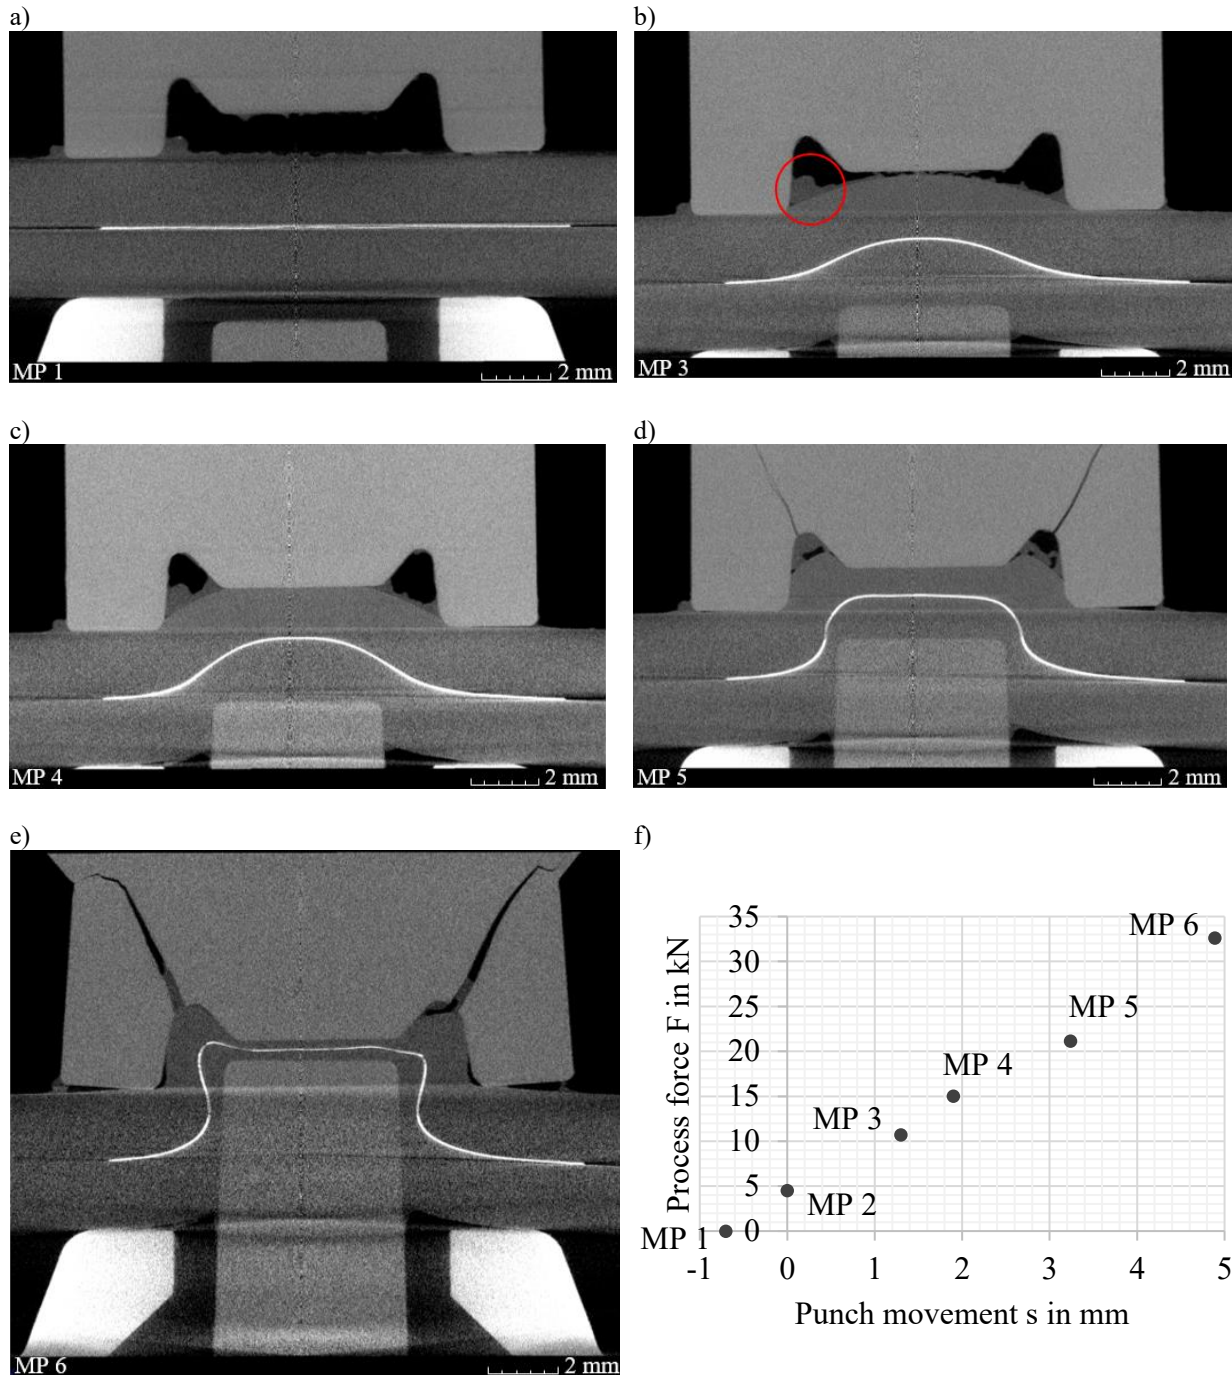 a)
b)
MP 1
2 mm
MP 3
2 mm
c)
d)
MP 4
2 mm
MP 5
2 mm
e)
f)
MP 6
2 mm
Process force F in kN
35
30
25
20
15
10
5
0
MP 6
MP 5
MP 4
MP 3
MP 2
MP 1
-1 0 1 2 3 4 5
Punch movement s in mm